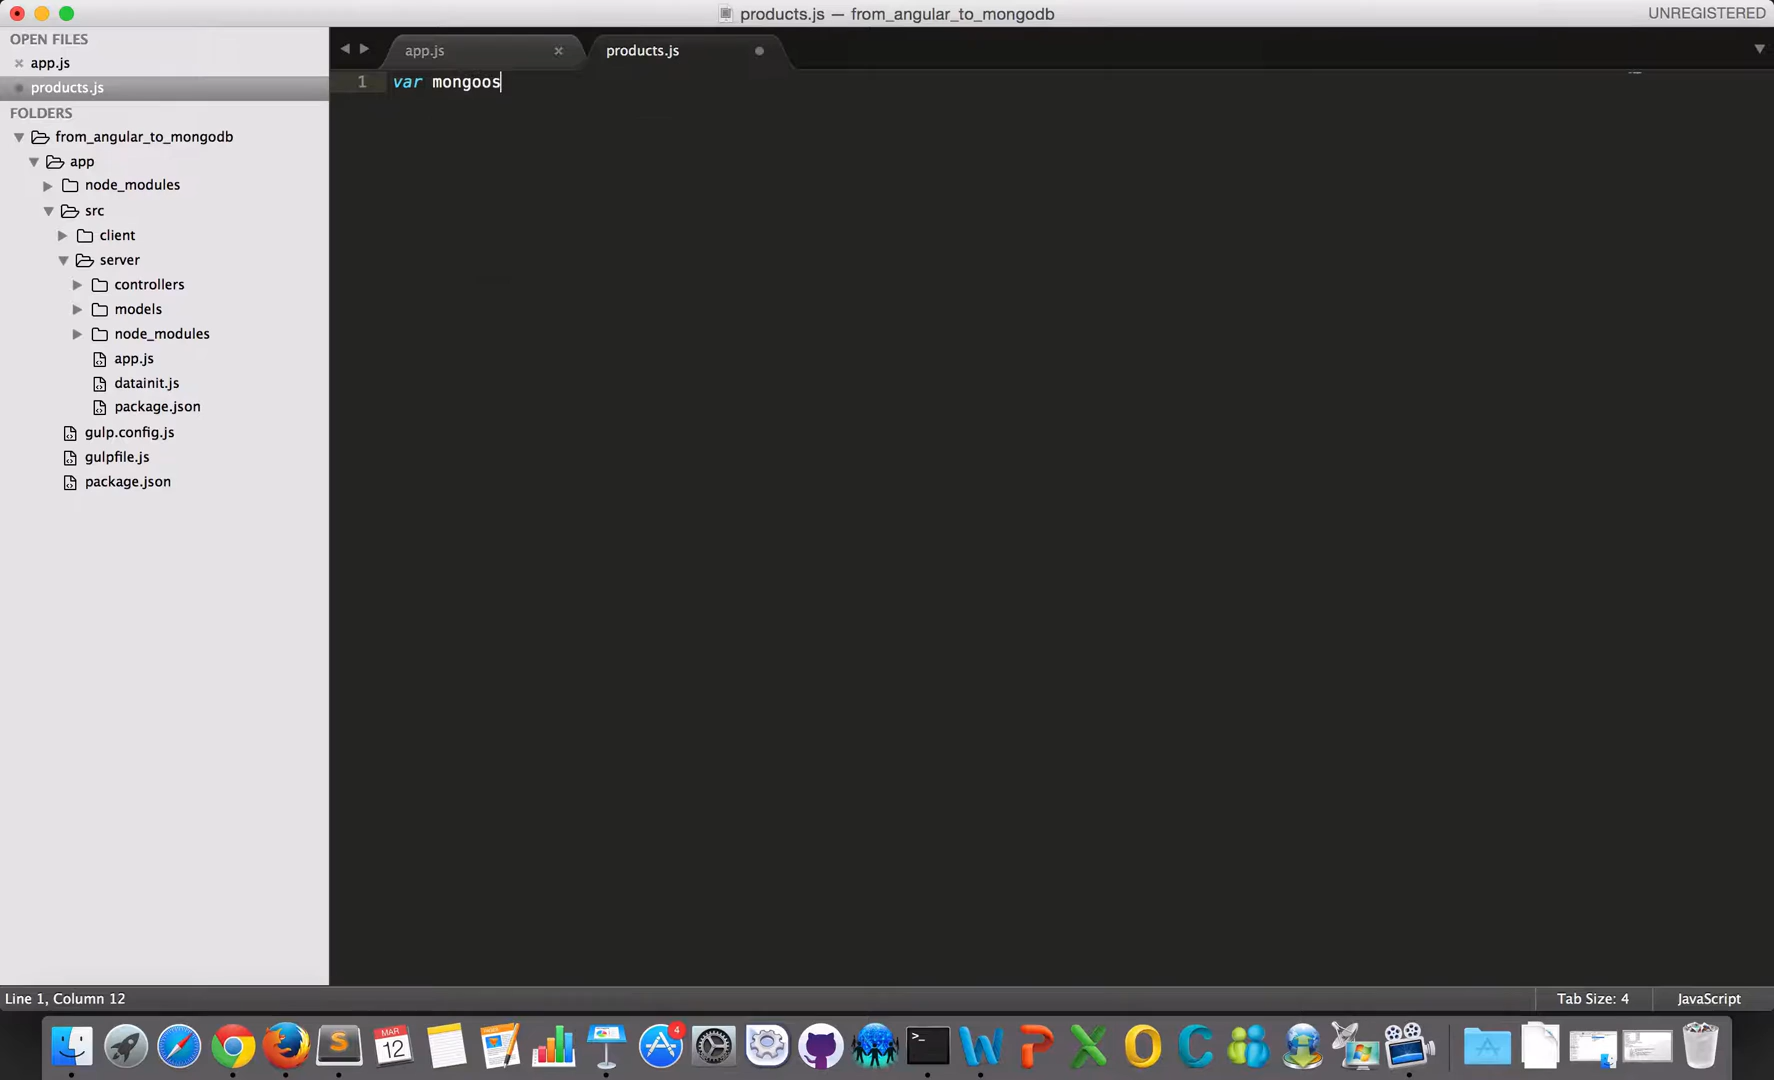 products.js — from_angular_to_mongodb
UNREGISTERED
OPEN FILES
app.js
products.js
FOLDERS
from_angular_to_mongodb
app
node_modules
src
client
server
controllers
models
node_modules
app.js
datainit.js
package.json
gulp.config.js
gulpfile.js
package.json
app.js
products.js
1 var mongoos
Line 1, Column 12
Tab Size: 4
JavaScript
MAR
12
4